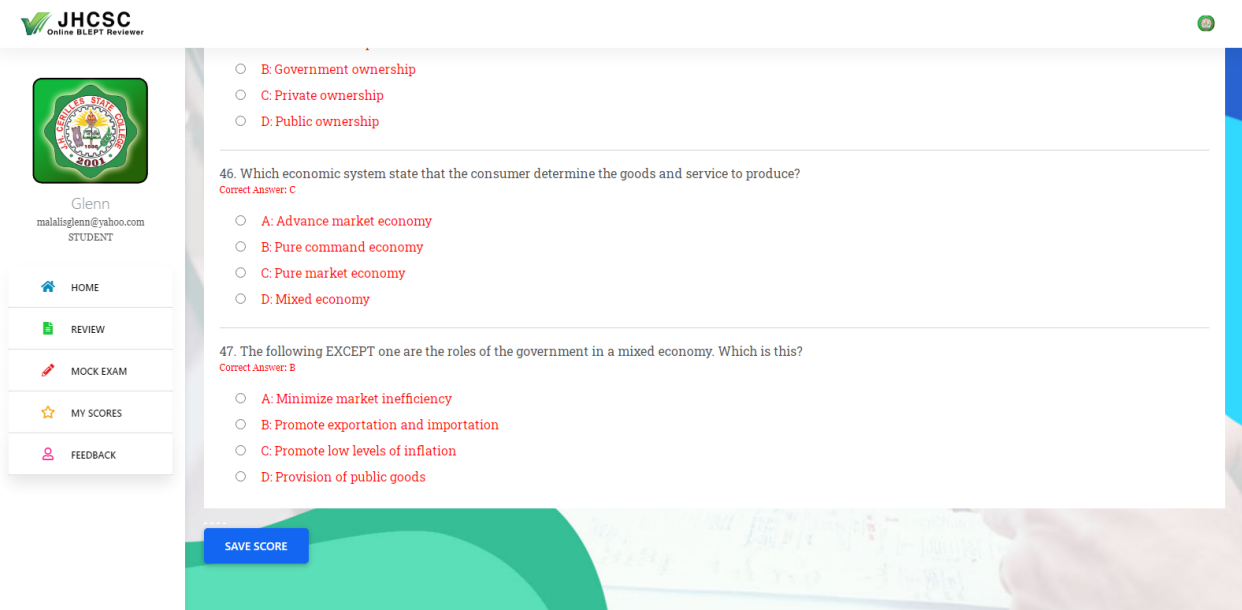 JHCSC
Online BLEPT Reviewer
J.H. CERILLES STATE COLLEGE
2001
Glenn
malalisglenn@yahoo.com
STUDENT
HOME
REVIEW
MOCK EXAM
MY SCORES
FEEDBACK
B: Government ownership
C: Private ownership
D: Public ownership
46. Which economic system state that the consumer determine the goods and service to produce?
Correct Answer: C
A: Advance market economy
B: Pure command economy
C: Pure market economy
D: Mixed economy
47. The following EXCEPT one are the roles of the government in a mixed economy. Which is this?
Correct Answer: B
A: Minimize market inefficiency
B: Promote exportation and importation
C: Promote low levels of inflation
D: Provision of public goods
SAVE SCORE